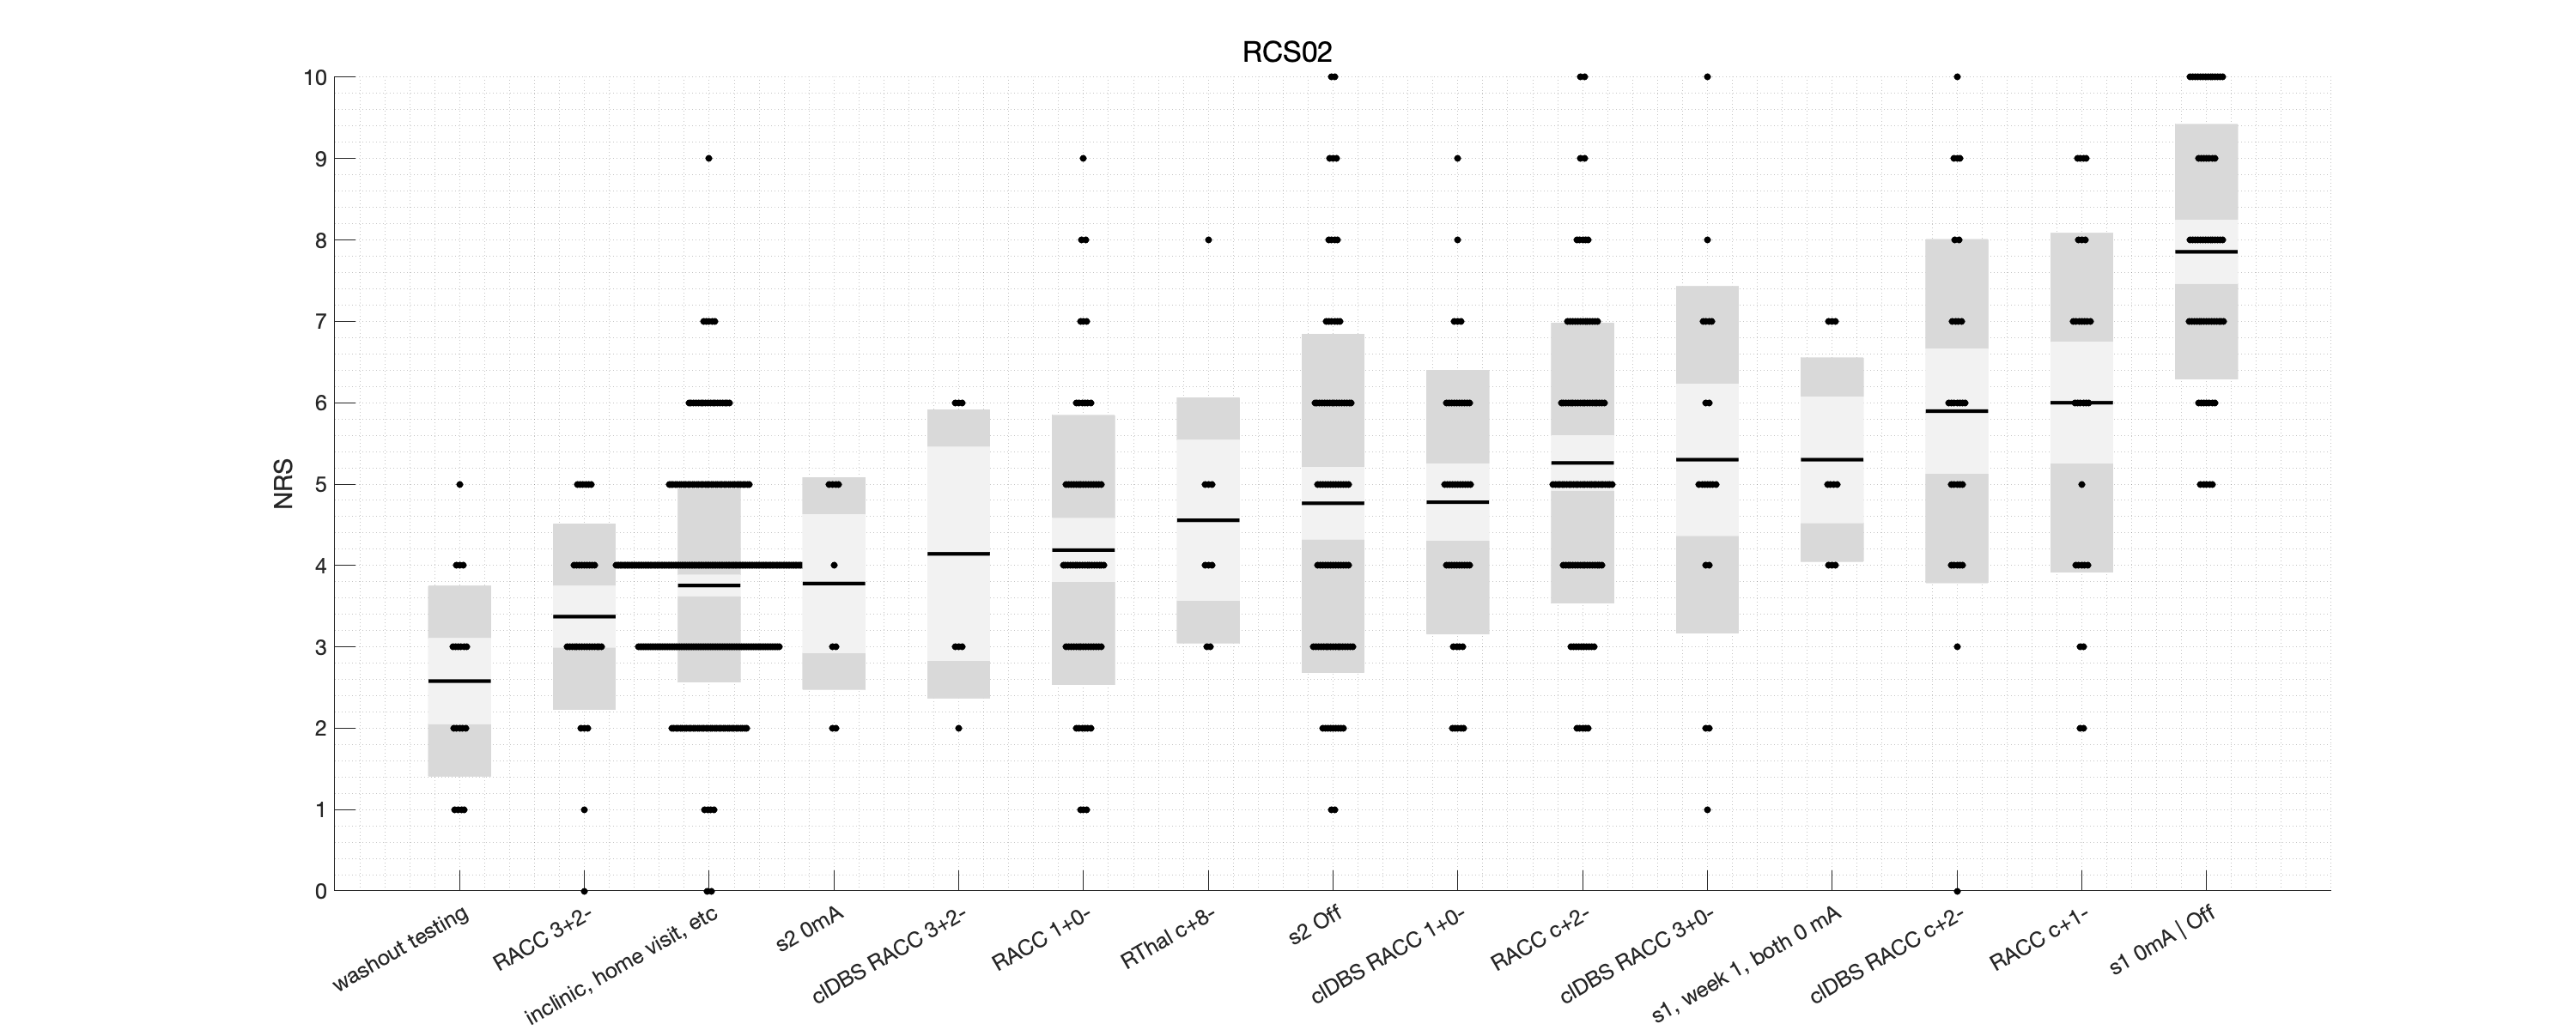 RCS02
10
9
8
7
6
5
4
3
2
1
0
NRS
washout testing
RACC 3+2-
inclinic, home visit, etc
s2 0mA
clDBS RACC 3+2-
RACC 1+0-
RThal c+8-
s2 Off
clDBS RACC 1+0-
RACC c+2-
clDBS RACC 3+0-
s1, week 1, both 0 mA
clDBS RACC c+2-
RACC c+1-
s1 0mA | Off